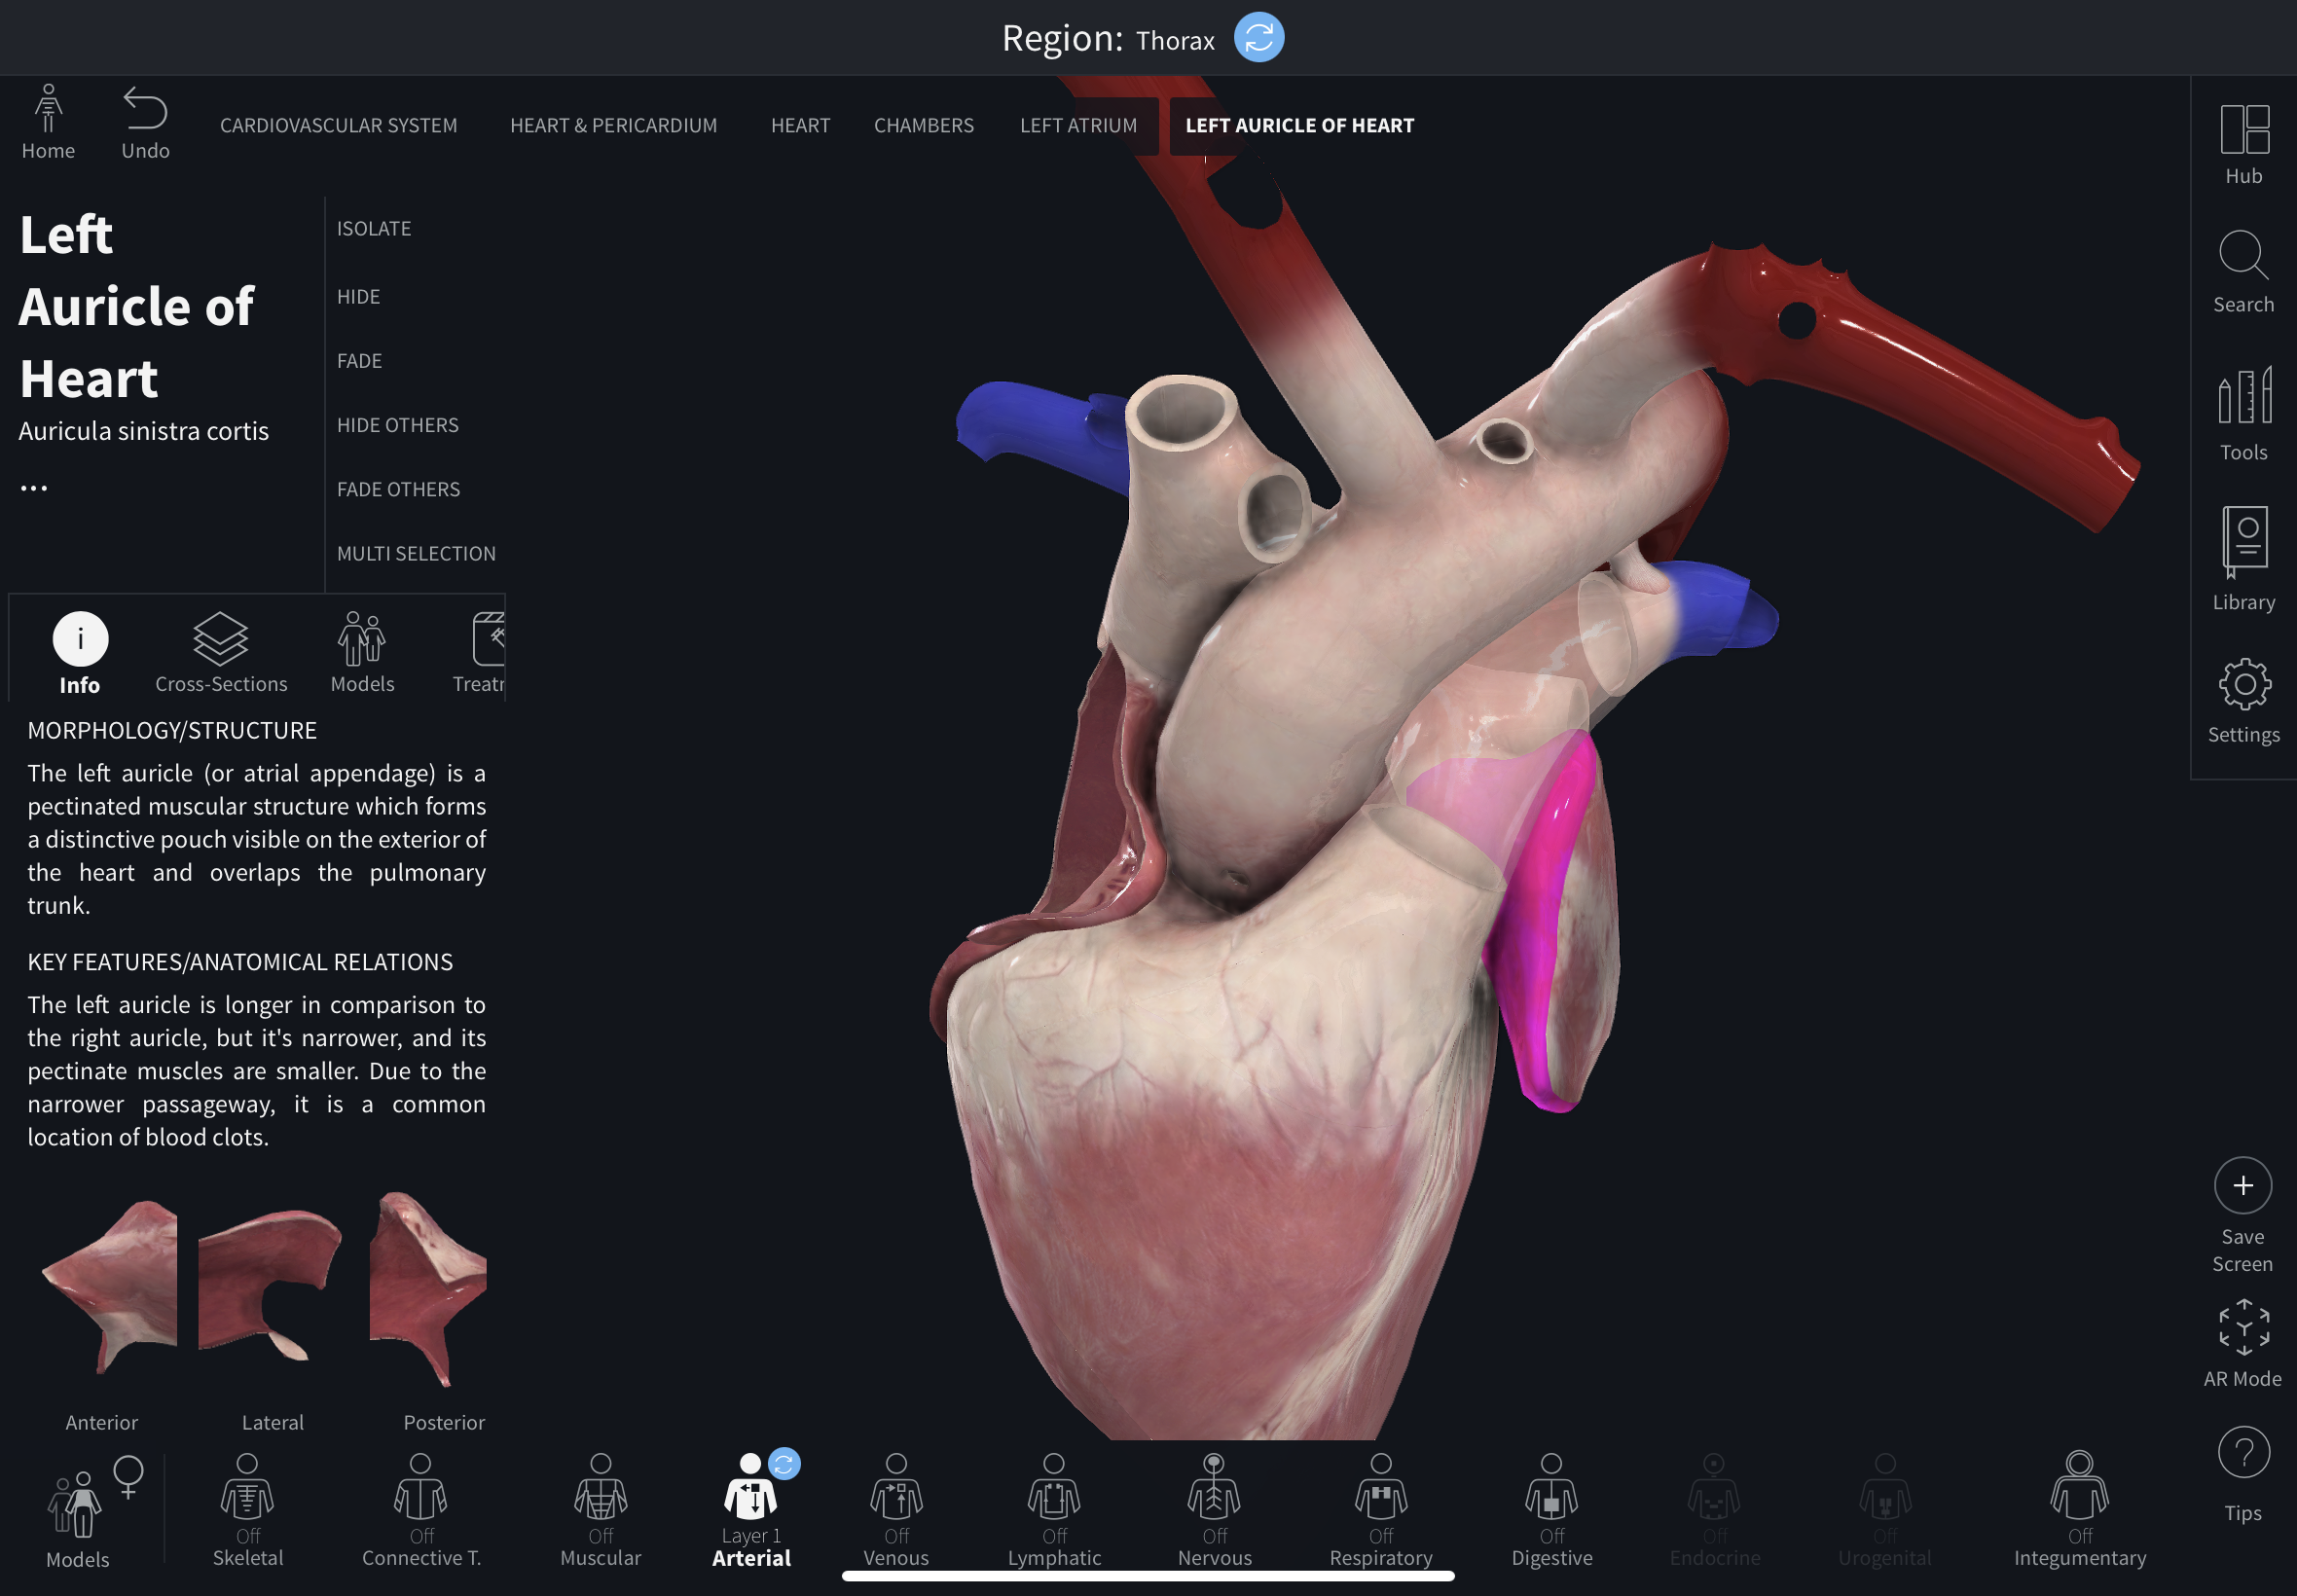 Region: Thorax
Home
Undo
CARDIOVASCULAR SYSTEM
HEART & PERICARDIUM
HEART
CHAMBERS
LEFT ATRIUM
LEFT AURICLE OF HEART
Left
Auricle of
Heart
Auricula sinistra cortis
...
ISOLATE
HIDE
FADE
HIDE OTHERS
FADE OTHERS
MULTI SELECTION
i
Info
Cross-Sections
Models
Treatr
MORPHOLOGY/STRUCTURE
The left auricle (or atrial appendage) is a
pectinated muscular structure which forms
a distinctive pouch visible on the exterior of
the heart and overlaps the pulmonary
trunk.
KEY FEATURES/ANATOMICAL RELATIONS
The left auricle is longer in comparison to
the right auricle, but it's narrower, and its
pectinate muscles are smaller. Due to the
narrower passageway, it is a common
location of blood clots.
Anterior
Lateral
Posterior
Hub
Search
Tools
Library
Settings
+
Save
Screen
AR Mode
?
Tips
Models
Off
Skeletal
Off
Connective T.
Off
Muscular
Layer 1
Arterial
Off
Venous
Off
Lymphatic
Off
Nervous
Off
Respiratory
Off
Digestive
Off
Endocrine
Off
Urogenital
Off
Integumentary